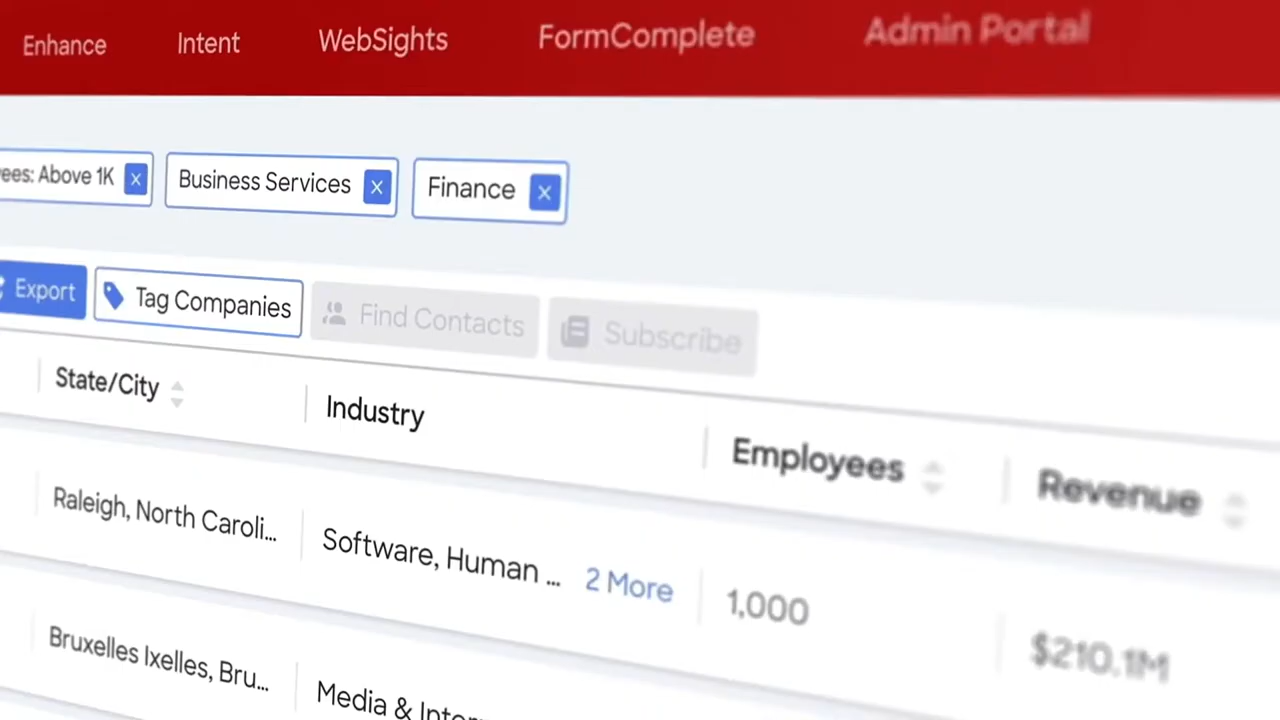 Enhance Intent WebSights FormComplete Admin Portal
ees: Above 1K Business Services Finance
Export Tag Companies Find Contacts Subscribe
State/City Industry Employees Revenue
Raleigh, North Caroli... Software, Human ... 2 More 1,000 $210.1M
Bruxelles Ixelles, Bru... Media &